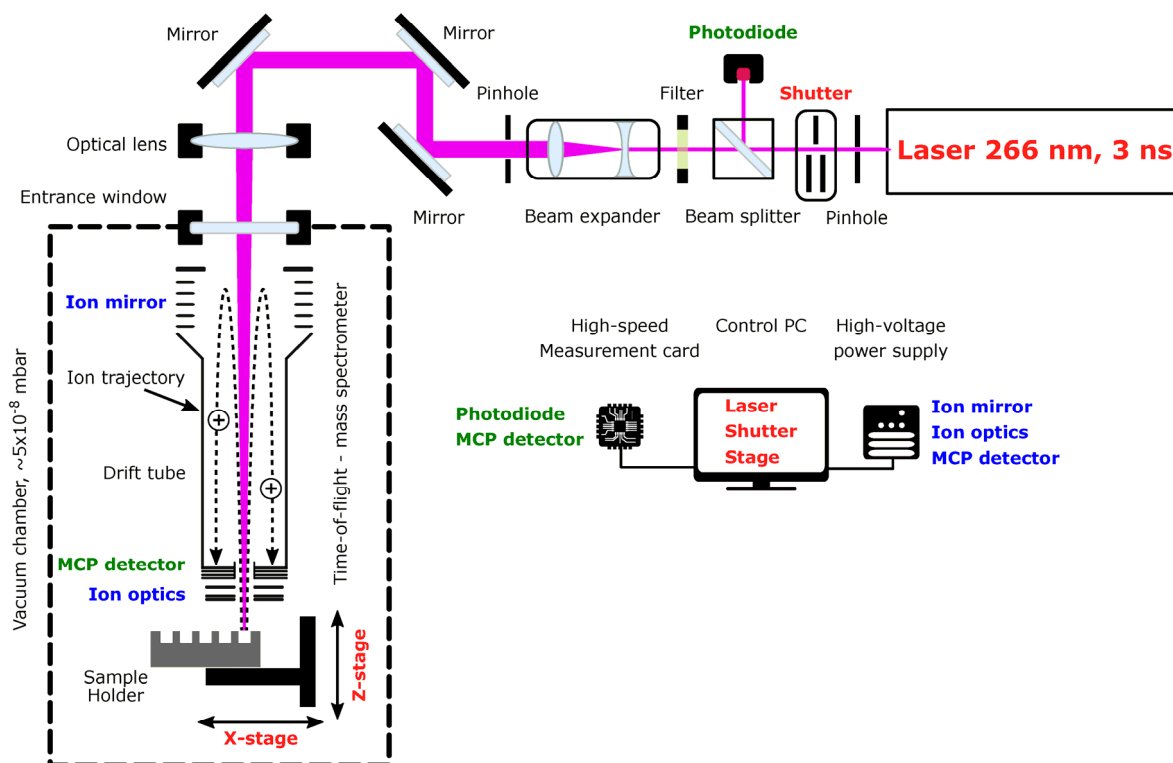 Mirror
Mirror
Photodiode
Pinhole
Filter
Shutter
Optical lens
Laser 266 nm, 3 ns
Entrance window
Mirror
Beam expander
Beam splitter
Pinhole
Ion mirror
Ion trajectory
Drift tube
MCP detector
Ion optics
Sample
Holder
X-stage
Z-stage
Time-of-flight - mass spectrometer
Vacuum chamber, ~5x10⁻⁸ mbar
High-speed
Measurement card
Control PC
High-voltage
power supply
Photodiode
MCP detector
Laser
Shutter
Stage
Ion mirror
Ion optics
MCP detector